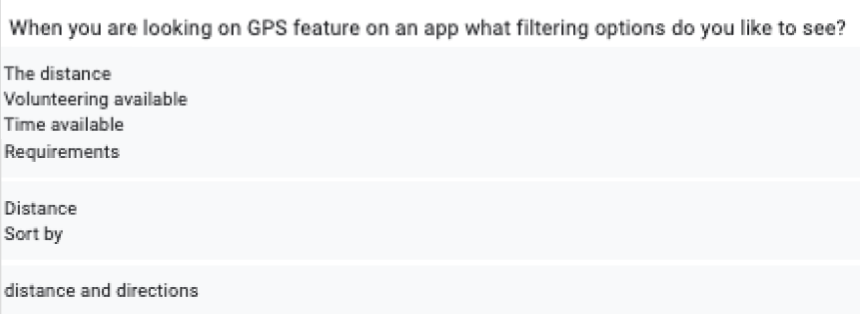 When you are looking on GPS feature on an app what filtering options do you like to see?
The distance
Volunteering available
Time available
Requirements
Distance
Sort by
distance and directions